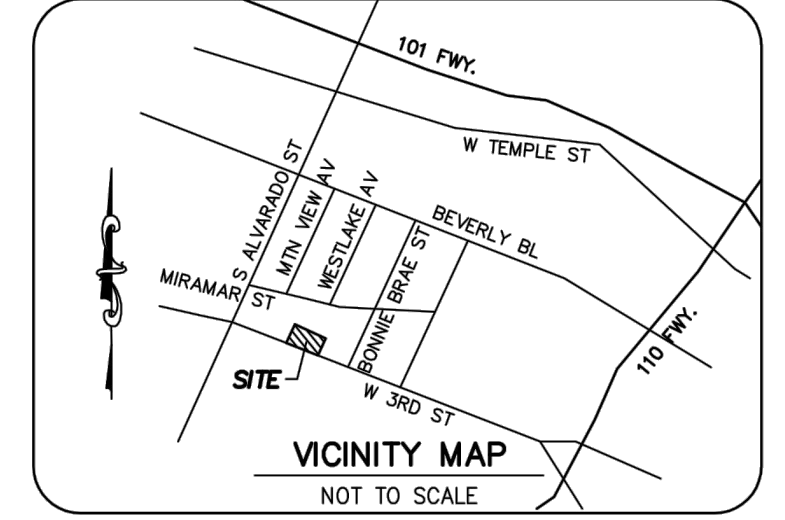 101 FWY.
W TEMPLE ST
S ALVARADO ST
MTN VIEW AV
WESTLAKE AV
BEVERLY BL
BONNIE BRAE ST
MIRAMAR ST
110 FWY.
SITE
W 3RD ST
VICINITY MAP
NOT TO SCALE